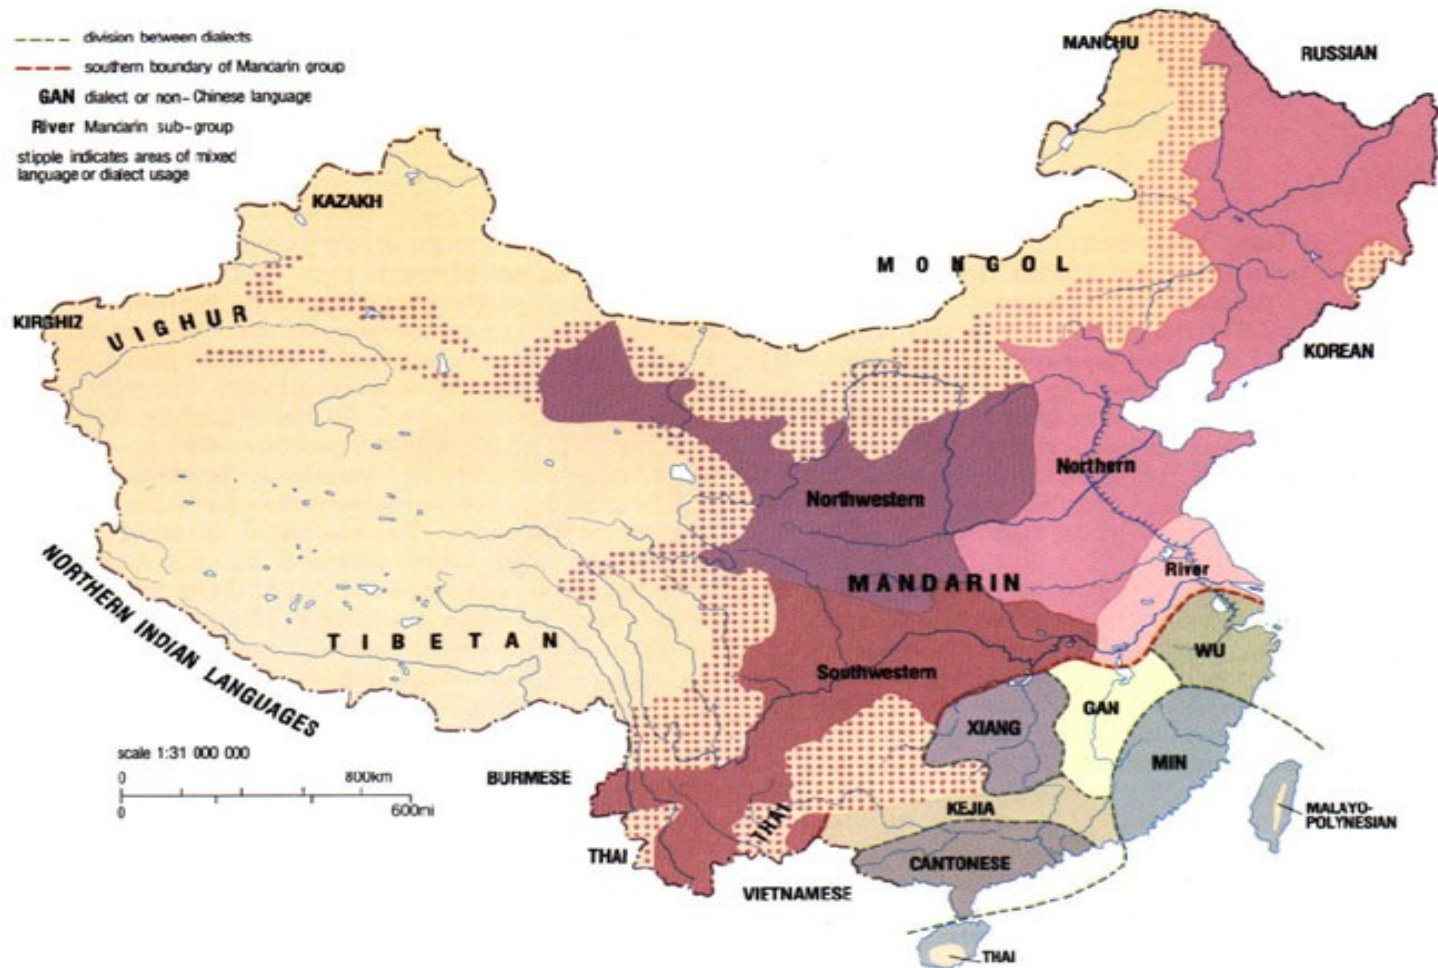 division between dialects
southern boundary of Mandarin group
GAN dialect or non-Chinese language
River Mandarin sub-group
stipple indicates areas of mixed
language or dialect usage
MANCHU
RUSSIAN
KAZAKH
MONGOL
KIRGHIZ
UIGHUR
KOREAN
Northern
Northwestern
River
MANDARIN
NORTHERN INDIAN LANGUAGES
TIBETAN
WU
Southwestern
GAN
XIANG
MIN
scale 1:31 000 000
0 800km
0 600mi
BURMESE
KEJIA
MALAYO-
POLYNESIAN
THAI
THAI
CANTONESE
VIETNAMESE
THAI